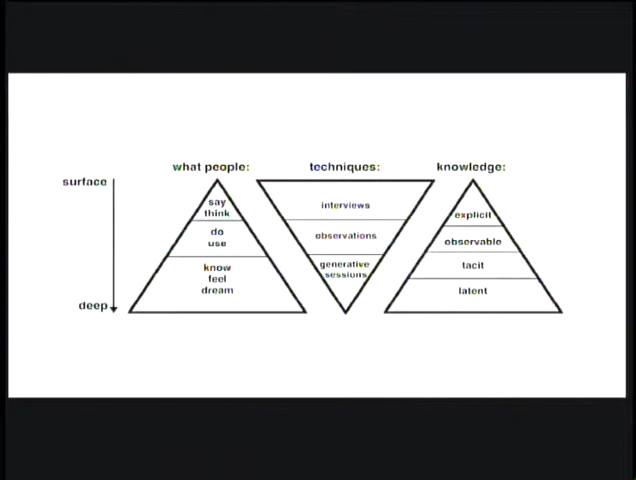 what people:
techniques:
knowledge:
surface
deep
say
think
do
use
know
feel
dream
interviews
observations
generative
sessions
explicit
observable
tacit
latent